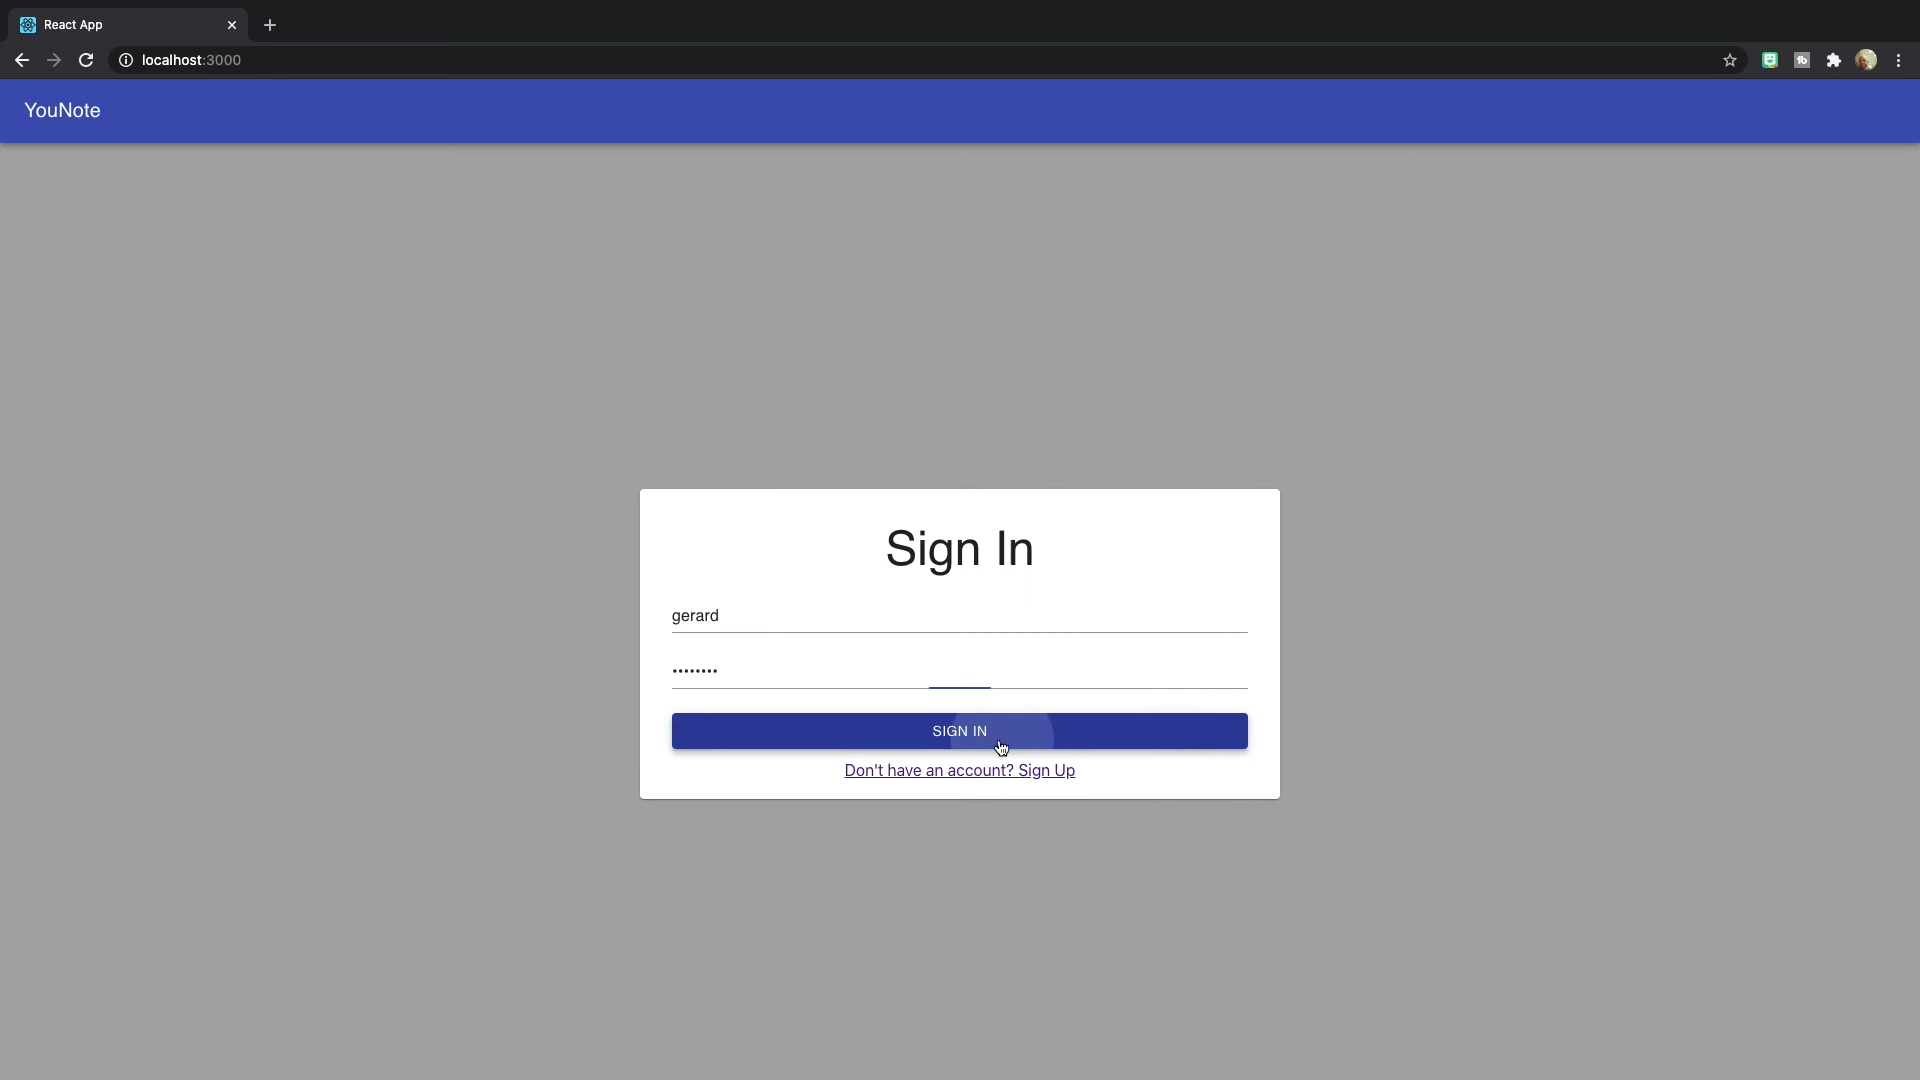 React App
localhost:3000
YouNote
Sign In
gerard
••••••••
SIGN IN
Don't have an account? Sign Up